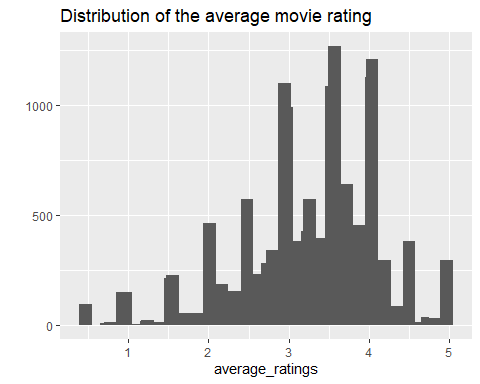 Distribution of the average movie rating
1000
500
0
1 2 3 4 5
average_ratings